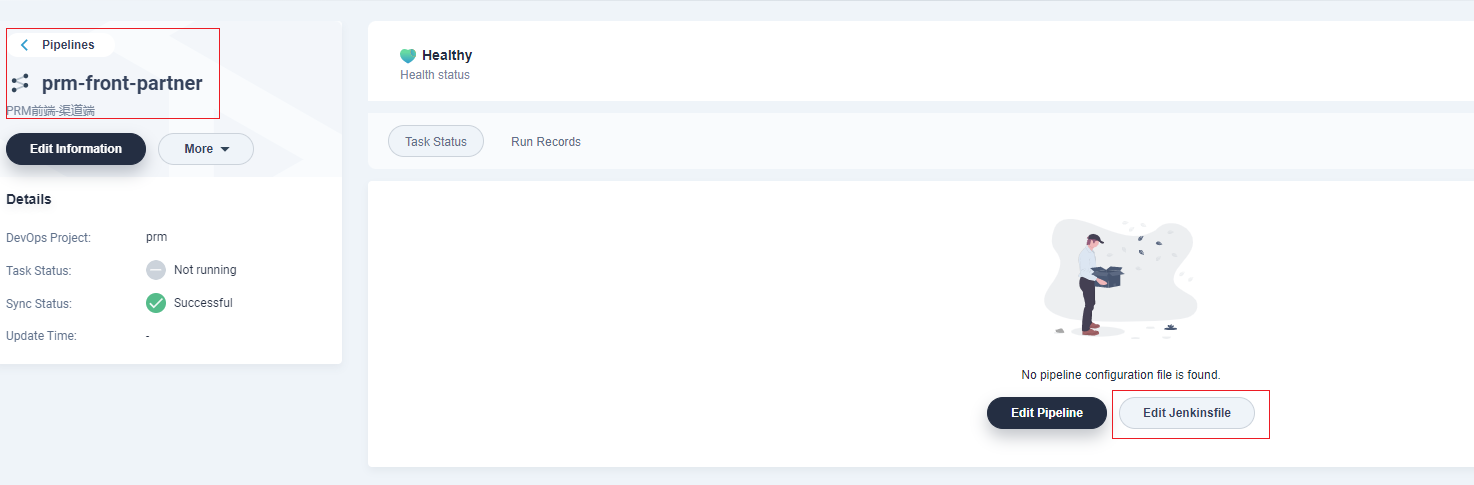 Pipelines
prm-front-partner
PRM前端-渠道端
Edit Information
More
Details
DevOps Project: prm
Task Status: Not running
Sync Status: Successful
Update Time: -
Healthy
Health status
Task Status
Run Records
No pipeline configuration file is found.
Edit Pipeline
Edit Jenkinsfile